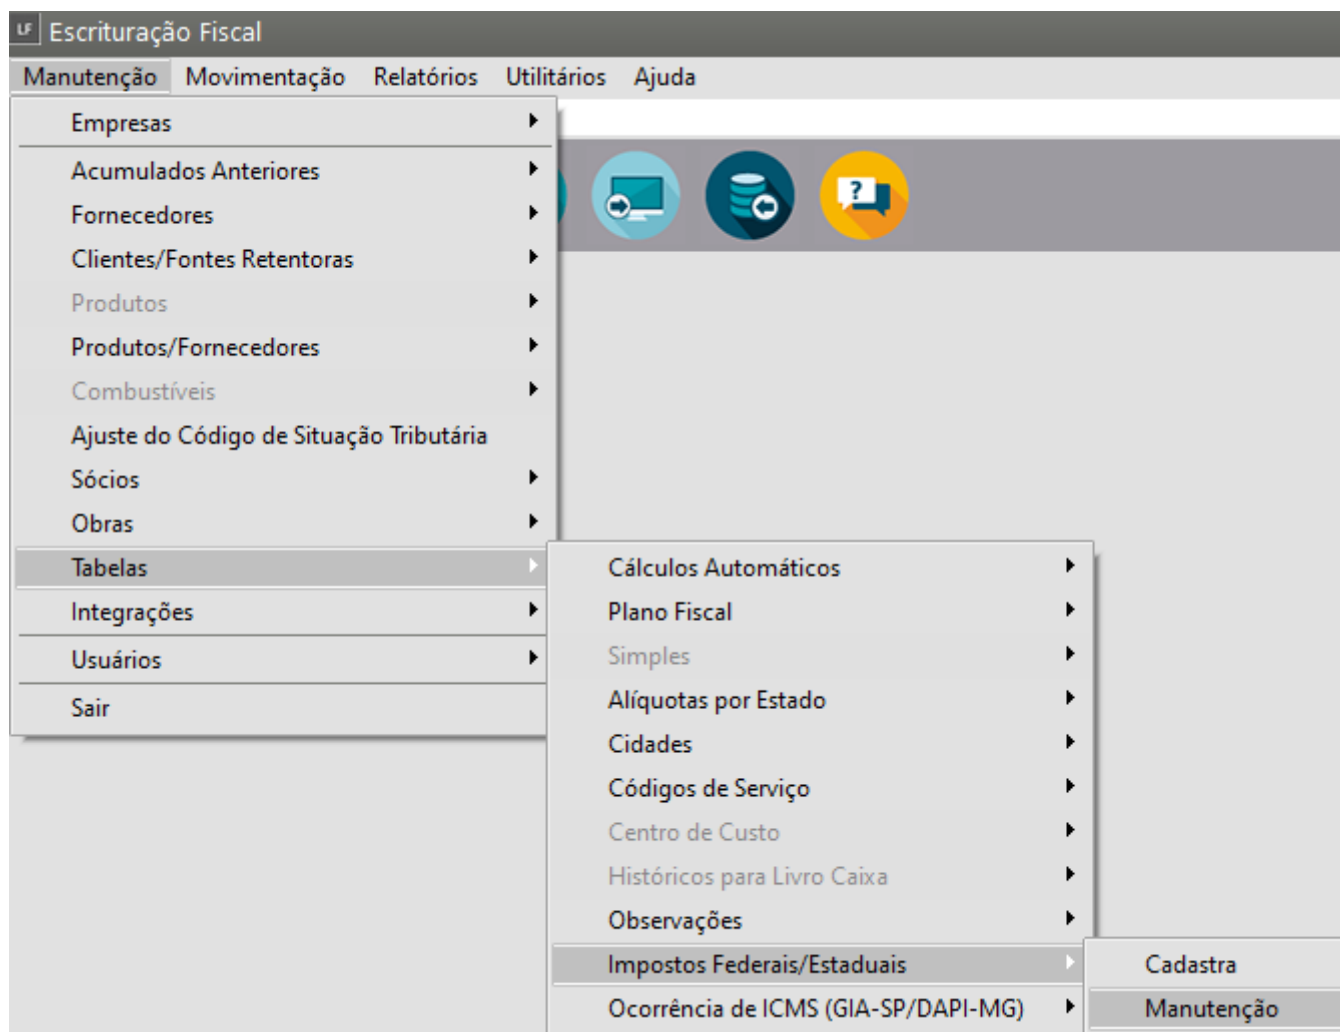 LF Escrituração Fiscal
Manutenção Movimentação Relatórios Utilitários Ajuda
Empresas
Acumulados Anteriores
Fornecedores
Clientes/Fontes Retentoras
Produtos
Produtos/Fornecedores
Combustíveis
Ajuste do Código de Situação Tributária
Sócios
Obras
Tabelas
Integrações
Usuários
Sair
?
Cálculos Automáticos
Plano Fiscal
Simples
Alíquotas por Estado
Cidades
Códigos de Serviço
Centro de Custo
Históricos para Livro Caixa
Observações
Impostos Federais/Estaduais
Ocorrência de ICMS (GIA-SP/DAPI-MG)
Cadastra
Manutenção